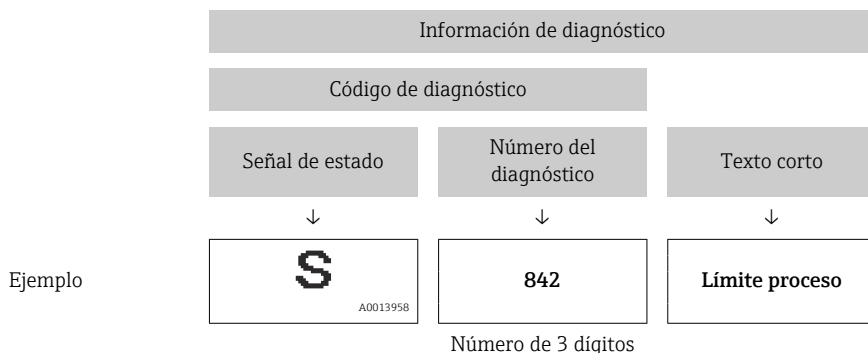 Información de diagnóstico
Código de diagnóstico
Señal de estado
Número del
diagnóstico
Texto corto
↓ ↓ ↓
Ejemplo
S
A0013958
842
Límite proceso
Número de 3 dígitos